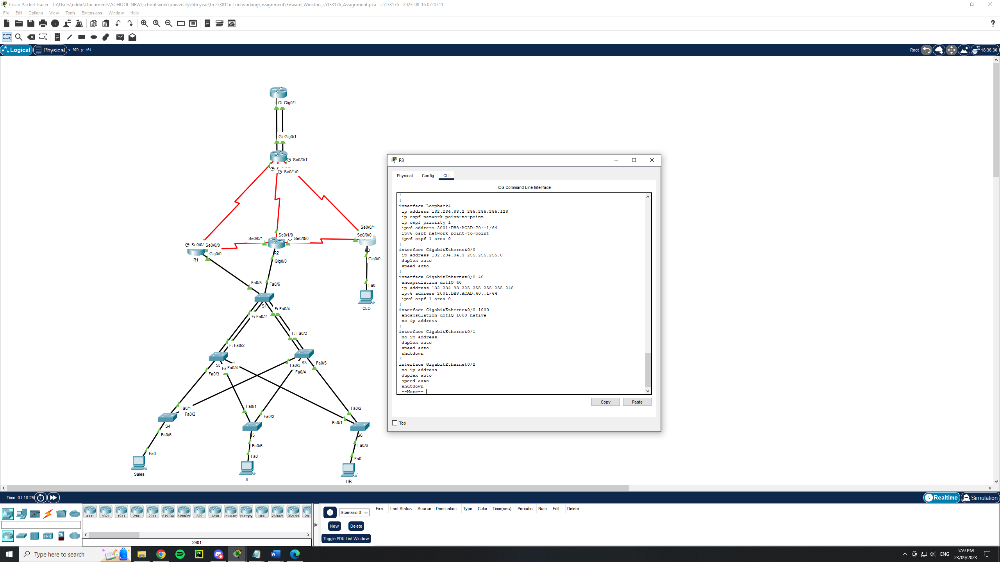 Cisco Packet Tracer - C:\Users\eddie\Documents\SCHOOL NEW\school work\university\6th year\tri 2\3811ict networking\assignment\Edward_Winston_s5133176_Assignment.pka - s5133176 - 2023-08-16 07:10:11
File Edit Options View Tools Extensions Window Help
Logical Physical x: 970, y: 461 Root 18:36:30
Gi Gig0/1
Gi Gig0/1
Se0/0/1
Se0/1/0
Se0/0/1
Se0/0/0
R3
Se0/0/1 Se0/1/0 Se0/0/0
R2
Gig0/0
Se0/0/ Se0/0/0
Gig0/0
R1
Gig0/0
Fa0/5 Fa0/6
Fa0
CEO
S1
Fa0/4
Fa0/2
Fa0/2
Fa0/2
S2 Fa0/4
Fa0/3
Fa0/3 S3 Fa0/5
Fa0/4
Fa0/1
Fa0/2
S4
Fa0/6
Fa0
Sales
Fa0/1
Fa0/2
S5
Fa0/6
Fa0
IT
Fa0/2
Fa0/1
S6
Fa0/6
Fa0
HR
R3
Physical Config CLI
IOS Command Line Interface
!
!
interface Loopback4
ip address 132.234.83.2 255.255.255.128
ip ospf network point-to-point
ip ospf priority 1
ipv6 address 2001:DB8:ACAD:70::1/64
ipv6 ospf network point-to-point
ipv6 ospf 1 area 0
!
interface GigabitEthernet0/0
ip address 132.234.84.3 255.255.255.0
duplex auto
speed auto
!
interface GigabitEthernet0/0.40
encapsulation dot1Q 40
ip address 132.234.83.225 255.255.255.248
ipv6 address 2001:DB8:ACAD:40::1/64
ipv6 ospf 1 area 0
!
interface GigabitEthernet0/0.1000
encapsulation dot1Q 1000 native
no ip address
!
interface GigabitEthernet0/1
no ip address
duplex auto
speed auto
shutdown
!
interface GigabitEthernet0/2
no ip address
duplex auto
speed auto
shutdown
--More--
Copy Paste
Top
Time: 01:18:25 Realtime Simulation
4331 4321 1941 2901 2911 819IOX 819HGW 829 1240 PT-Router PT-Empty 1841 2620XM 2621XM 281
2901
Scenario 0
New Delete
Toggle PDU List Window
Fire Last Status Source Destination Type Color Time(sec) Periodic Num Edit Delete
Type here to search
ENG
5:59 PM
23/09/2023